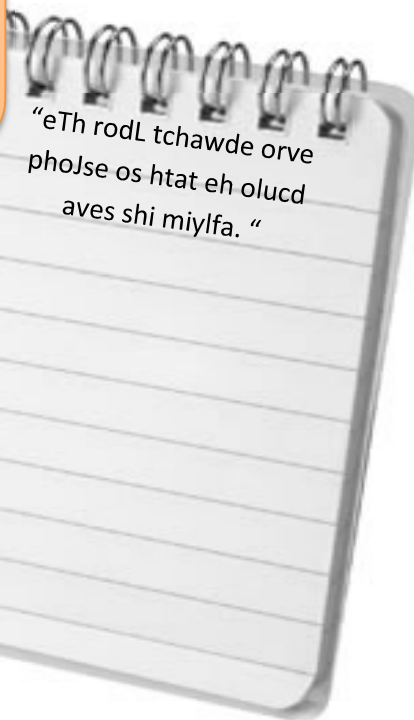 “eTh rodL tchawde orve
phoJse os htat eh olucd
aves shi miylfa. “